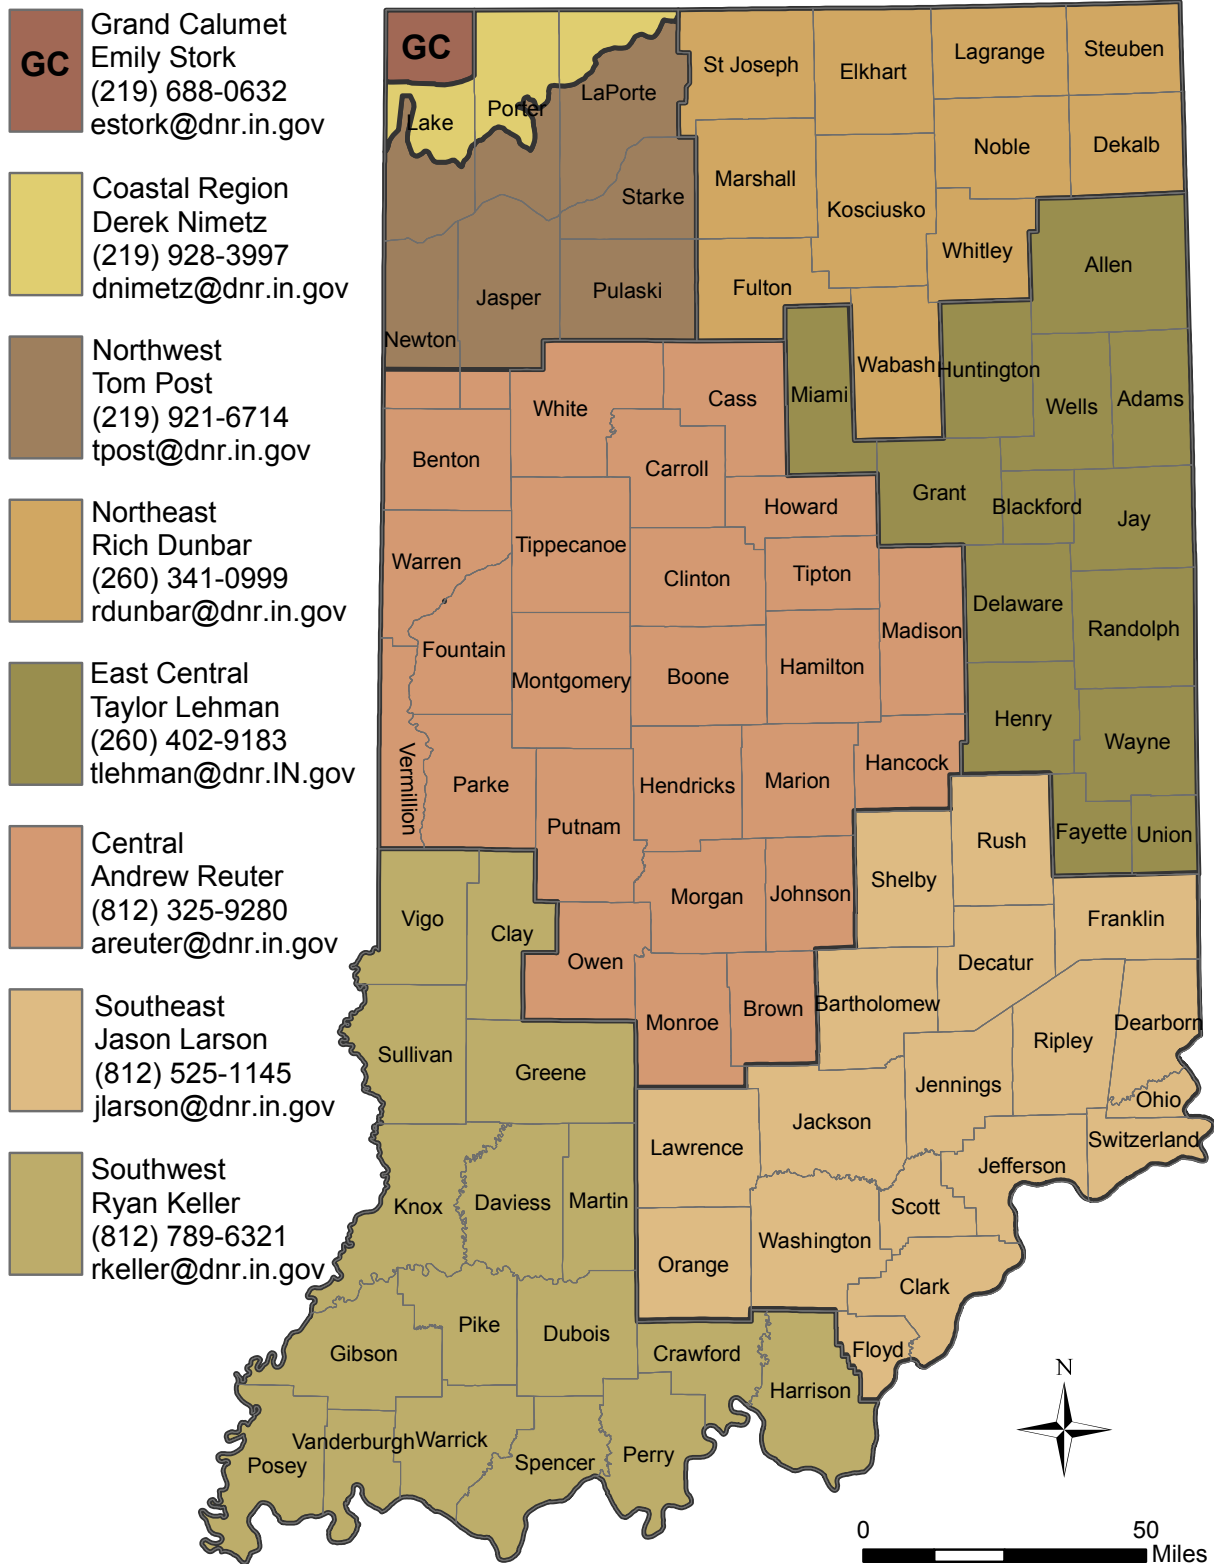 GC
Grand Calumet
Emily Stork
(219) 688-0632
estork@dnr.in.gov
Coastal Region
Derek Nimetz
(219) 928-3997
dnimetz@dnr.in.gov
Northwest
Tom Post
(219) 921-6714
tpost@dnr.in.gov
Northeast
Rich Dunbar
(260) 341-0999
rdunbar@dnr.in.gov
East Central
Taylor Lehman
(260) 402-9183
tlehman@dnr.IN.gov
Central
Andrew Reuter
(812) 325-9280
areuter@dnr.in.gov
Southeast
Jason Larson
(812) 525-1145
jlarson@dnr.in.gov
Southwest
Ryan Keller
(812) 789-6321
rkeller@dnr.in.gov
GC
St Joseph
Elkhart
Lagrange
Steuben
Lake
Porter
LaPorte
Noble
Dekalb
Marshall
Starke
Kosciusko
Whitley
Allen
Newton
Jasper
Pulaski
Fulton
Wabash
Huntington
Miami
Wells
Adams
White
Cass
Benton
Carroll
Grant
Blackford
Jay
Howard
Warren
Tippecanoe
Clinton
Tipton
Delaware
Randolph
Fountain
Montgomery
Boone
Hamilton
Madison
Henry
Wayne
Vermillion
Parke
Hendricks
Marion
Hancock
Putnam
Rush
Fayette
Union
Vigo
Clay
Morgan
Johnson
Shelby
Franklin
Owen
Decatur
Monroe
Brown
Bartholomew
Ripley
Dearborn
Sullivan
Greene
Jennings
Ohio
Lawrence
Jackson
Switzerland
Jefferson
Knox
Daviess
Martin
Scott
Orange
Washington
Clark
Gibson
Pike
Dubois
Crawford
Floyd
Harrison
Posey
Vanderburgh
Warrick
Spencer
Perry
N
0
50
Miles